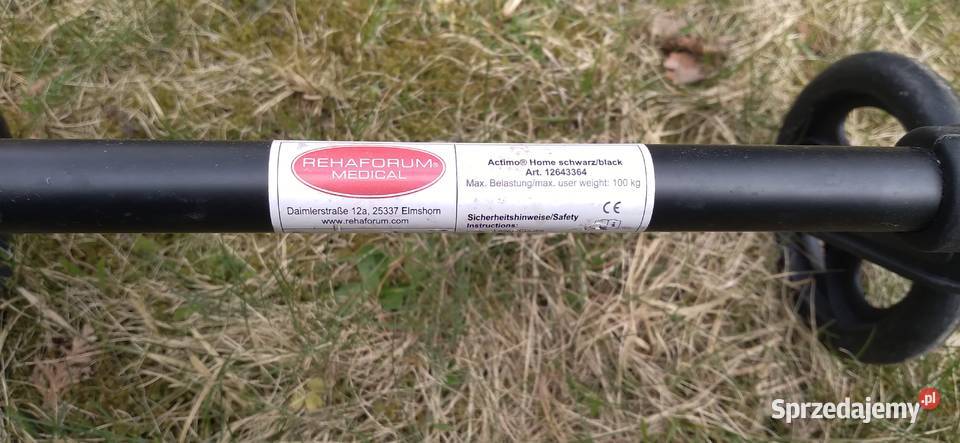 REHAFORUM®
MEDICAL
Daimlerstraße 12a, 25337 Elmshorn
www.rehaforum.com
Actimo® Home schwarz/black
Art. 12643364
Max. Belastung/max. user weight: 100 kg
CE
Sicherheitshinweise/Safety
Instructions:
Sprzedajemy.pl